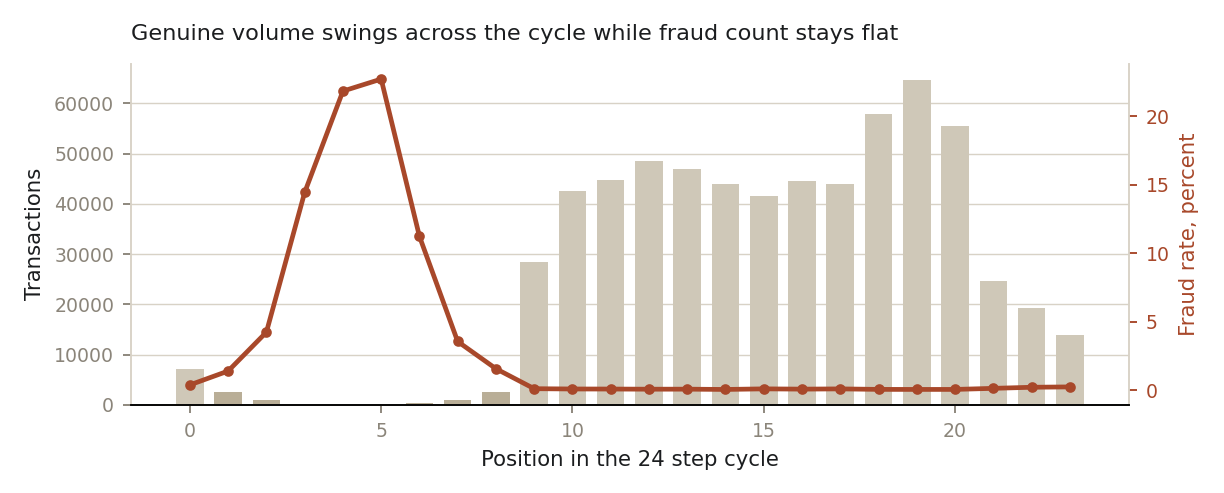 Genuine volume swings across the cycle while fraud count stays flat
Transactions
60000
50000
40000
30000
20000
10000
0
20
15
10
5
0
Fraud rate, percent
0 5 10 15 20
Position in the 24 step cycle